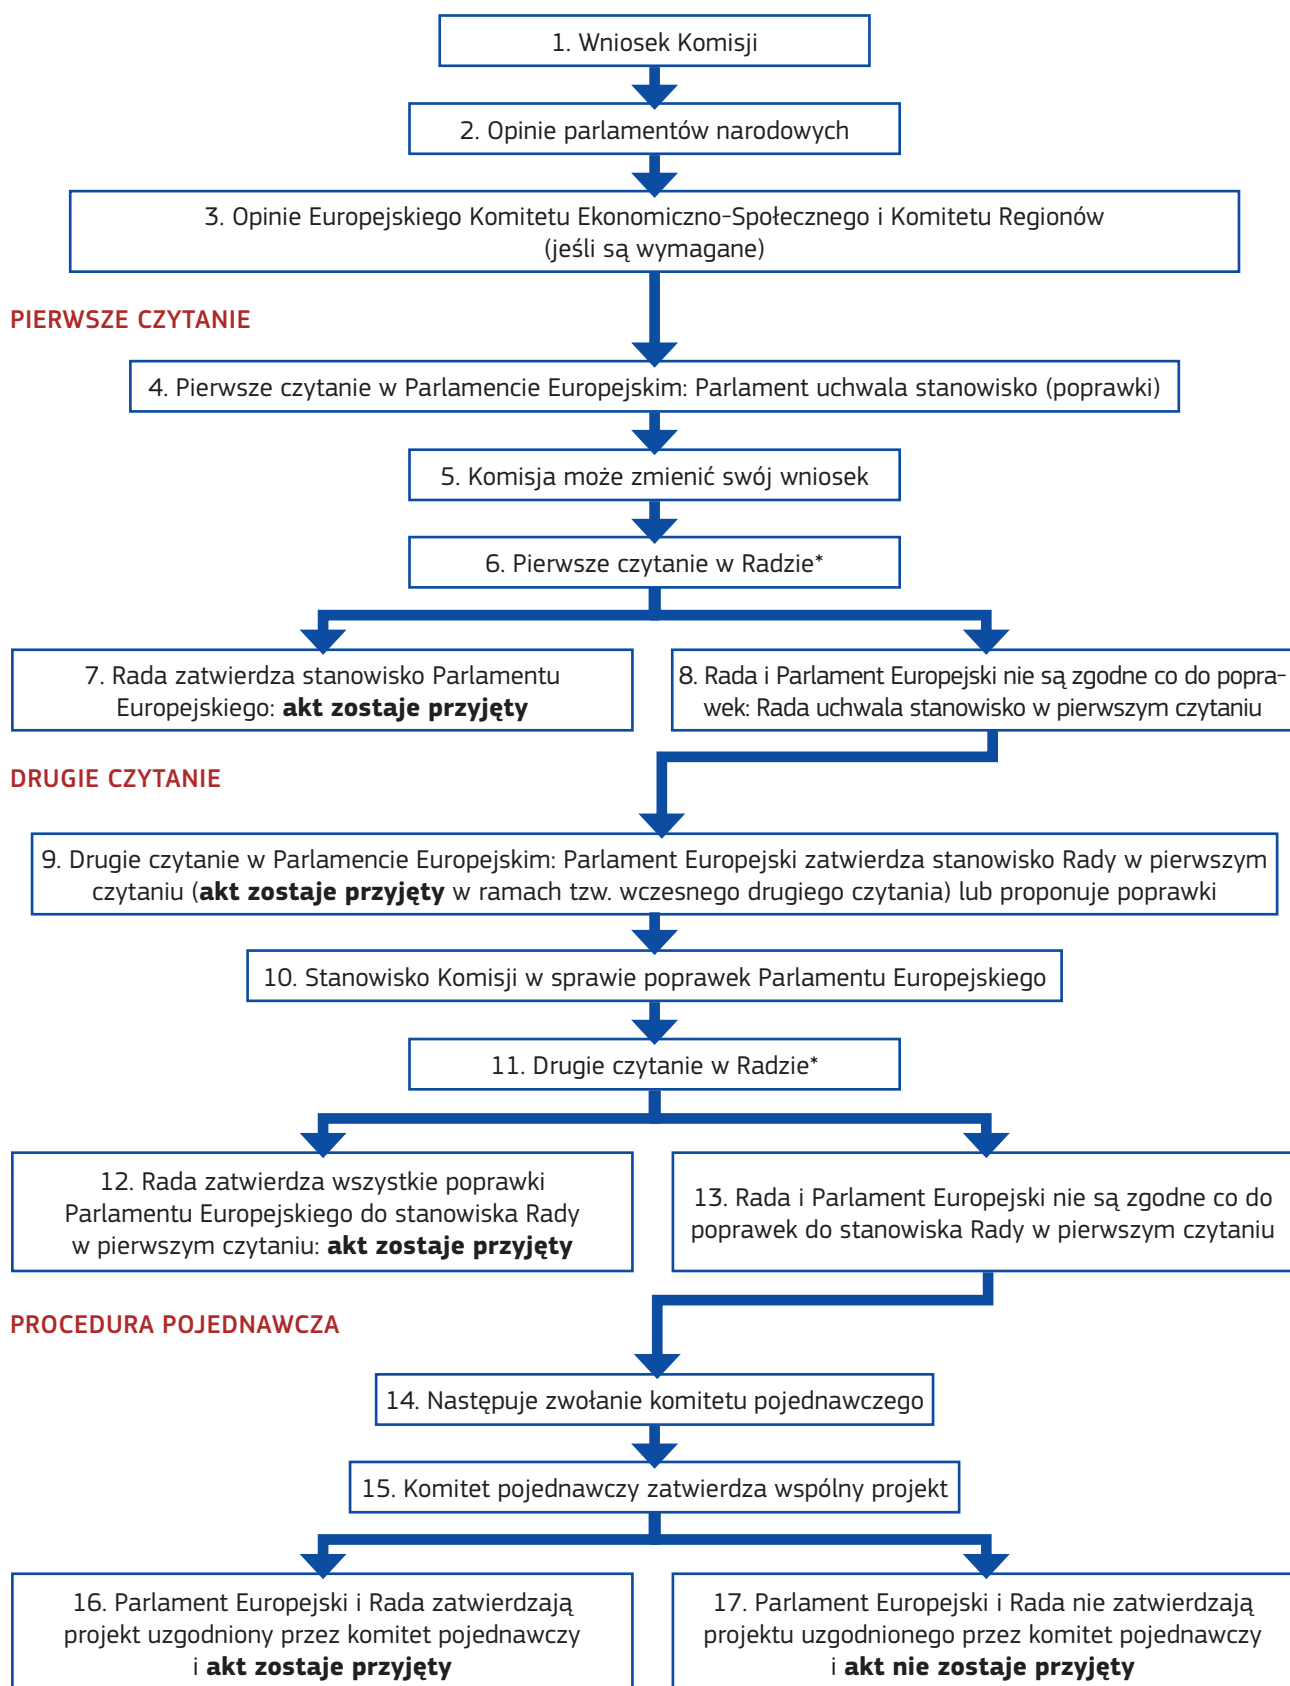 1. Wniosek Komisji
2. Opinie parlamentów narodowych
3. Opinie Europejskiego Komitetu Ekonomiczno-Społecznego i Komitetu Regionów
(jeśli są wymagane)
PIERWSZE CZYTANIE
4. Pierwsze czytanie w Parlamencie Europejskim: Parlament uchwala stanowisko (poprawki)
5. Komisja może zmienić swój wniosek
6. Pierwsze czytanie w Radzie*
7. Rada zatwierdza stanowisko Parlamentu
Europejskiego: akt zostaje przyjęty
8. Rada i Parlament Europejski nie są zgodne co do popra-
wek: Rada uchwala stanowisko w pierwszym czytaniu
DRUGIE CZYTANIE
9. Drugie czytanie w Parlamencie Europejskim: Parlament Europejski zatwierdza stanowisko Rady w pierwszym
czytaniu (akt zostaje przyjęty w ramach tzw. wczesnego drugiego czytania) lub proponuje poprawki
10. Stanowisko Komisji w sprawie poprawek Parlamentu Europejskiego
11. Drugie czytanie w Radzie*
12. Rada zatwierdza wszystkie poprawki
Parlamentu Europejskiego do stanowiska Rady
w pierwszym czytaniu: akt zostaje przyjęty
13. Rada i Parlament Europejski nie są zgodne co do
poprawek do stanowiska Rady w pierwszym czytaniu
PROCEDURA POJEDNAWCZA
14. Następuje zwołanie komitetu pojednawczego
15. Komitet pojednawczy zatwierdza wspólny projekt
16. Parlament Europejski i Rada zatwierdzają
projekt uzgodniony przez komitet pojednawczy
i akt zostaje przyjęty
17. Parlament Europejski i Rada nie zatwierdzają
projektu uzgodnionego przez komitet pojednawczy
i akt nie zostaje przyjęty